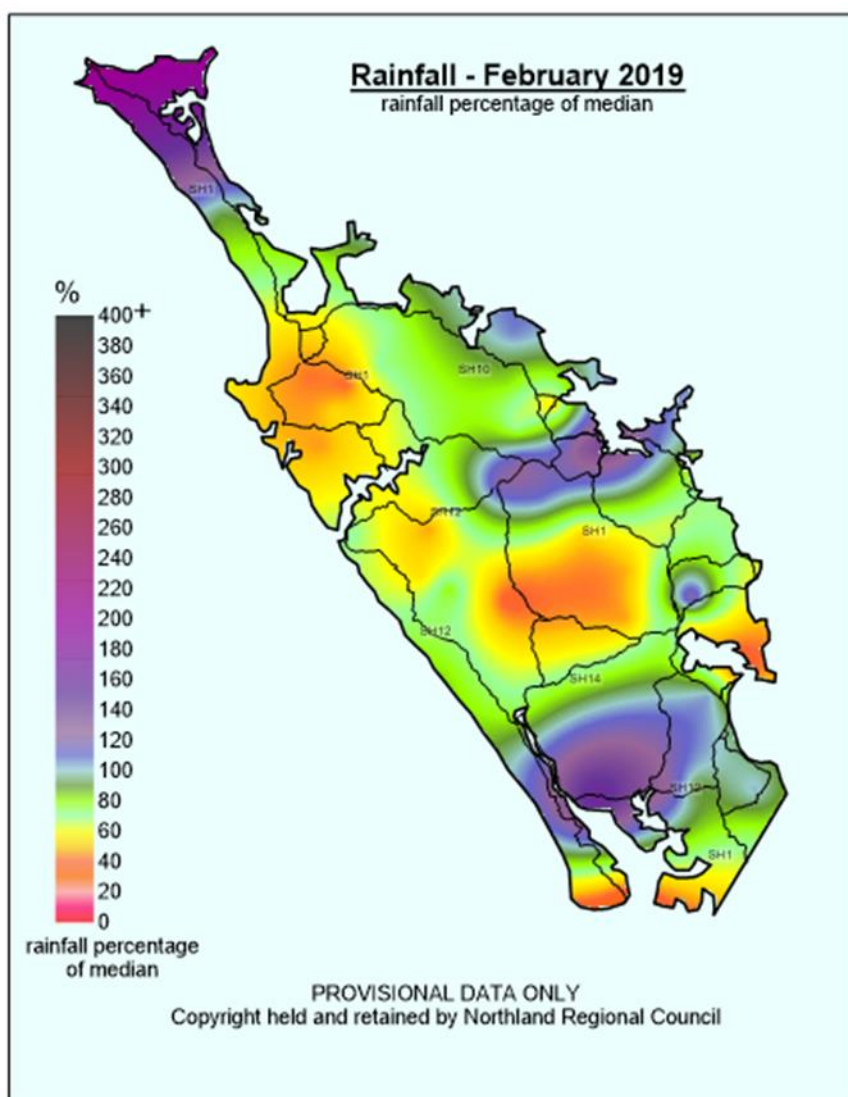 Rainfall - February 2019
rainfall percentage of median
SH1
%
400+
380
360
340
320
300
280
260
240
220
200
180
160
140
120
100
80
60
40
20
0
rainfall percentage
of median
SH1
SH10
SH1
SH12
SH14
SH12
SH1
PROVISIONAL DATA ONLY
Copyright held and retained by Northland Regional Council